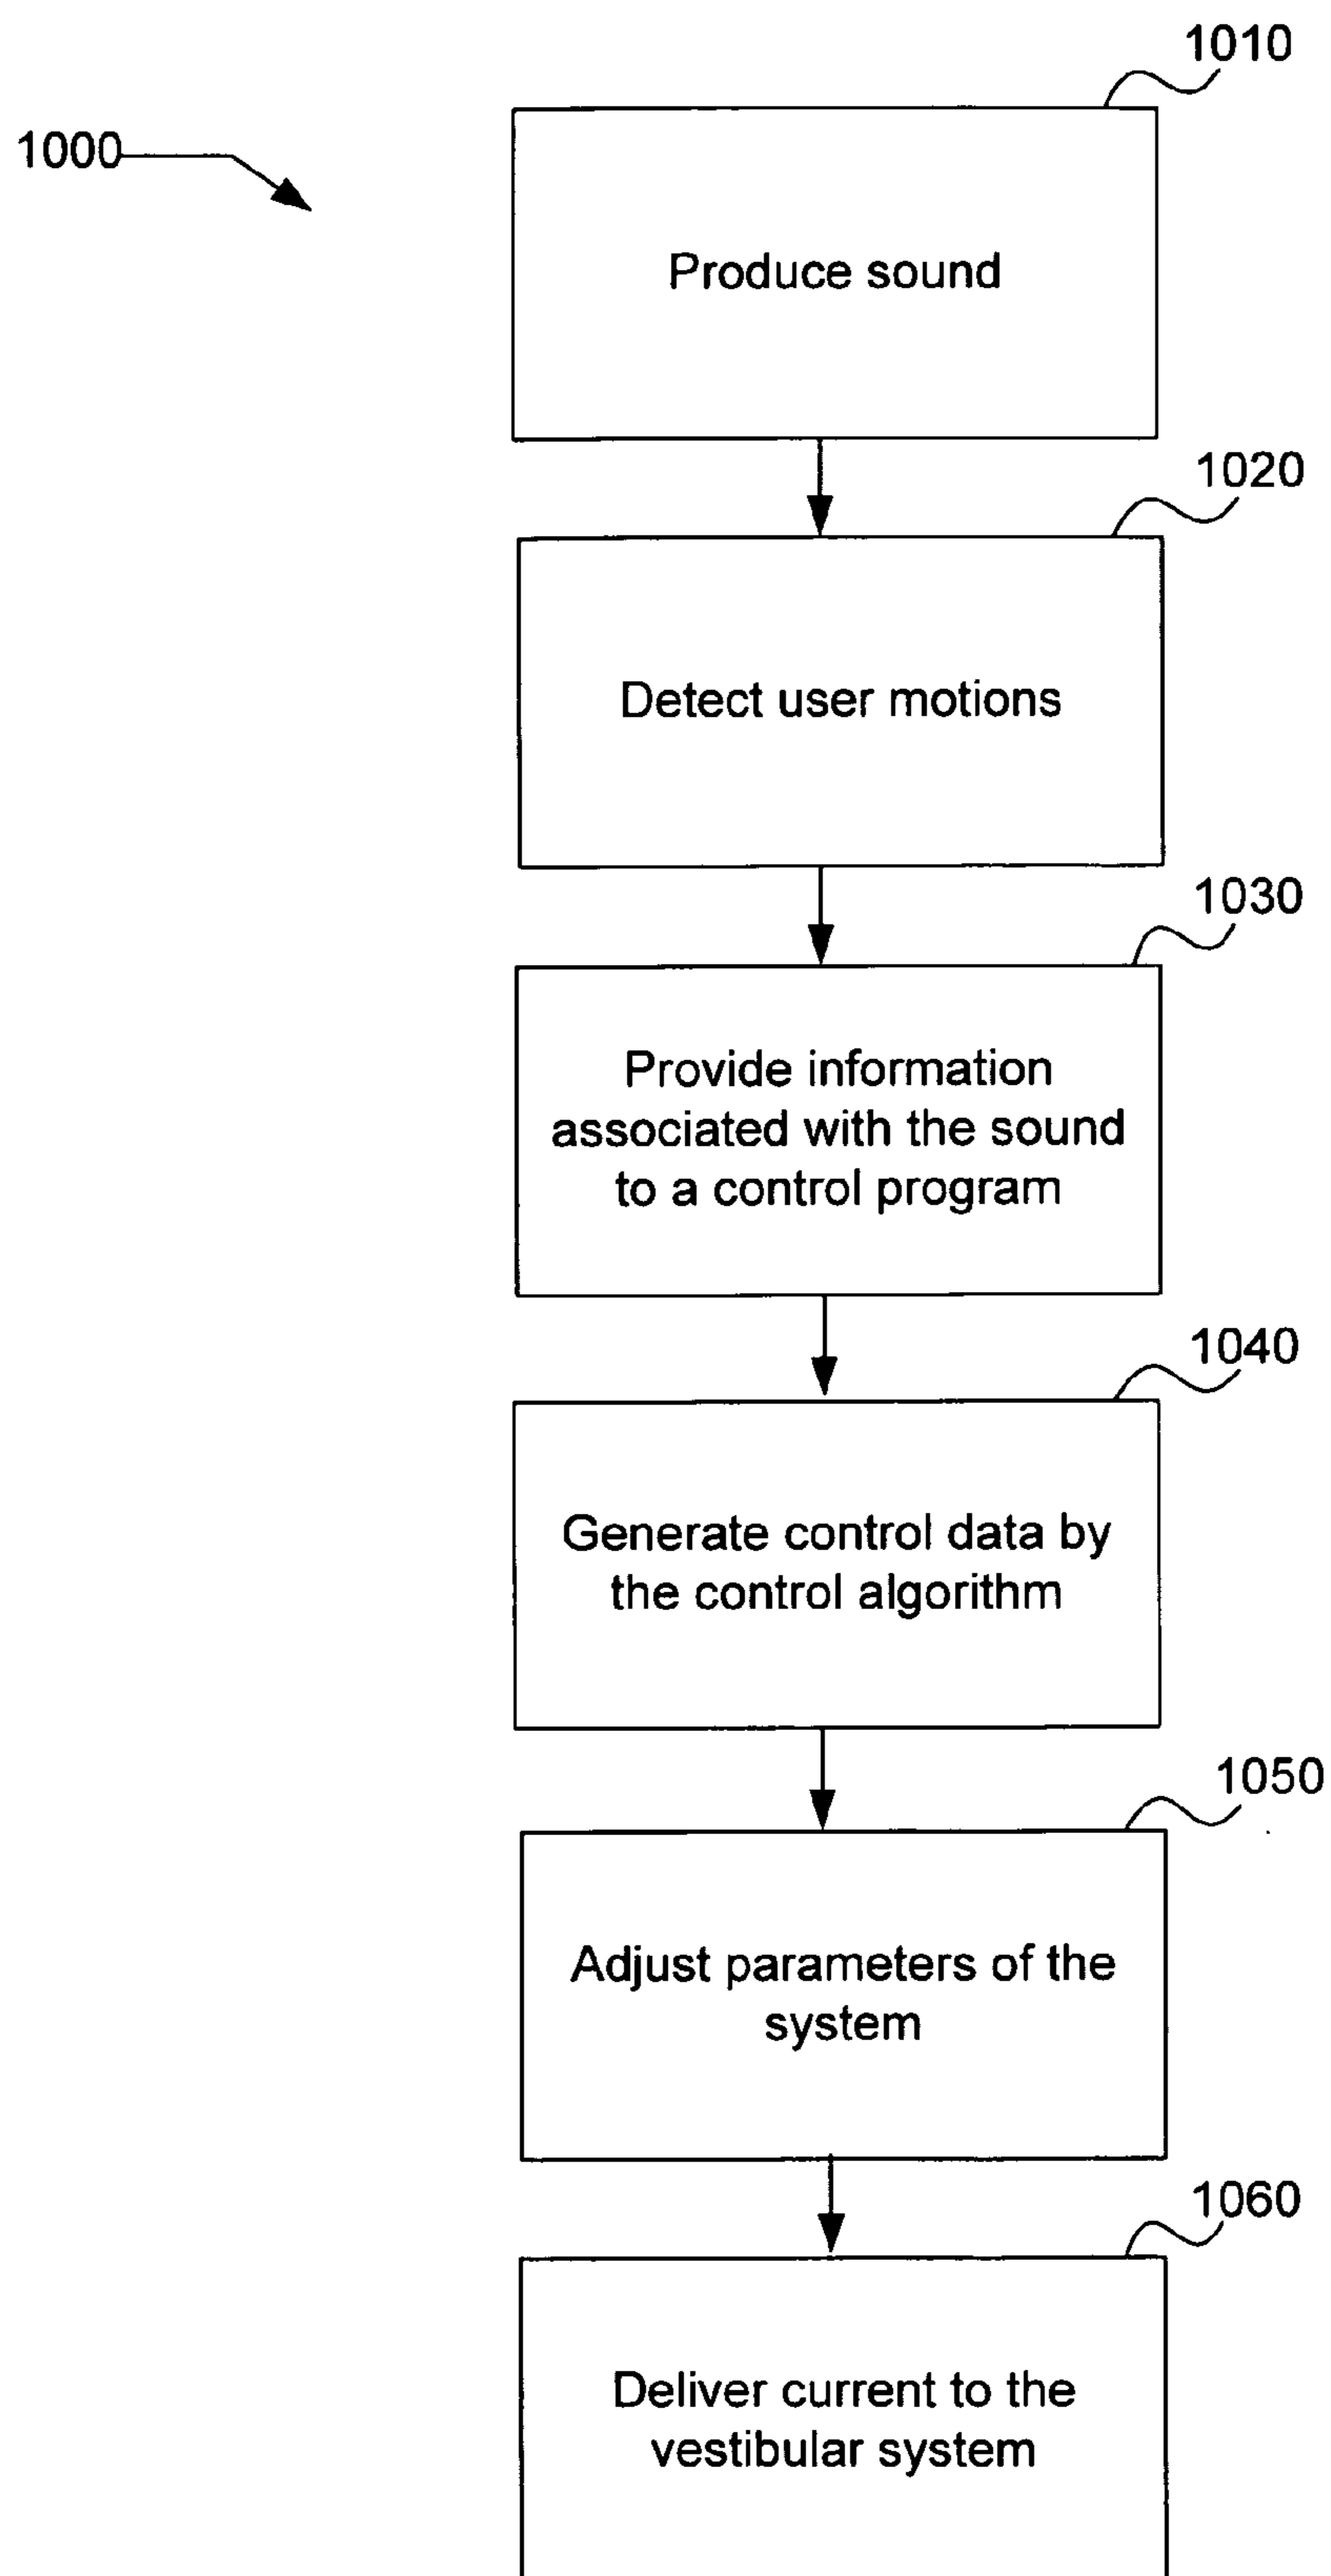 1010
1000
Produce sound
1020
Detect user motions
1030
Provide information
associated with the sound
to a control program
1040
Generate control data by
the control algorithm
1050
Adjust parameters of the
system
1060
Deliver current to the
vestibular system